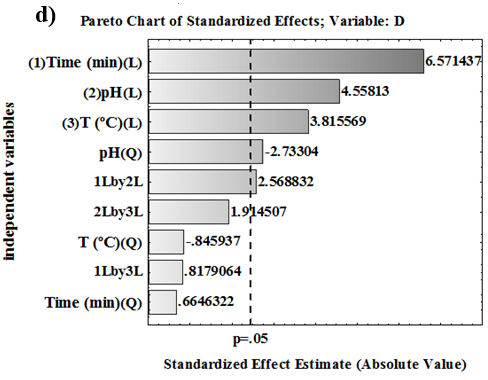 d)
Pareto Chart of Standardized Effects; Variable: D
independent variables
(1)Time (min)(L) 6.571437
(2)pH(L) 4.55813
(3)T (ºC)(L) 3.815569
pH(Q) -2.73304
1Lby2L 2.568832
2Lby3L 1.914507
T (ºC)(Q) -.845937
1Lby3L .8179064
Time (min)(Q) .6646322
p=.05
Standardized Effect Estimate (Absolute Value)